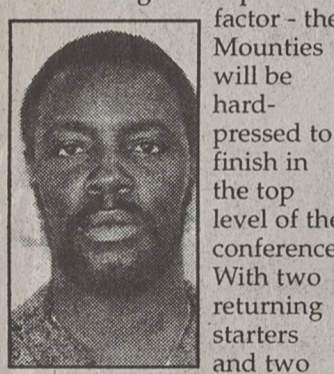 factor - the
Mounties
will be
hard-
pressed to
finish in
the top
level of the
conference
With two
returning
starters
and two